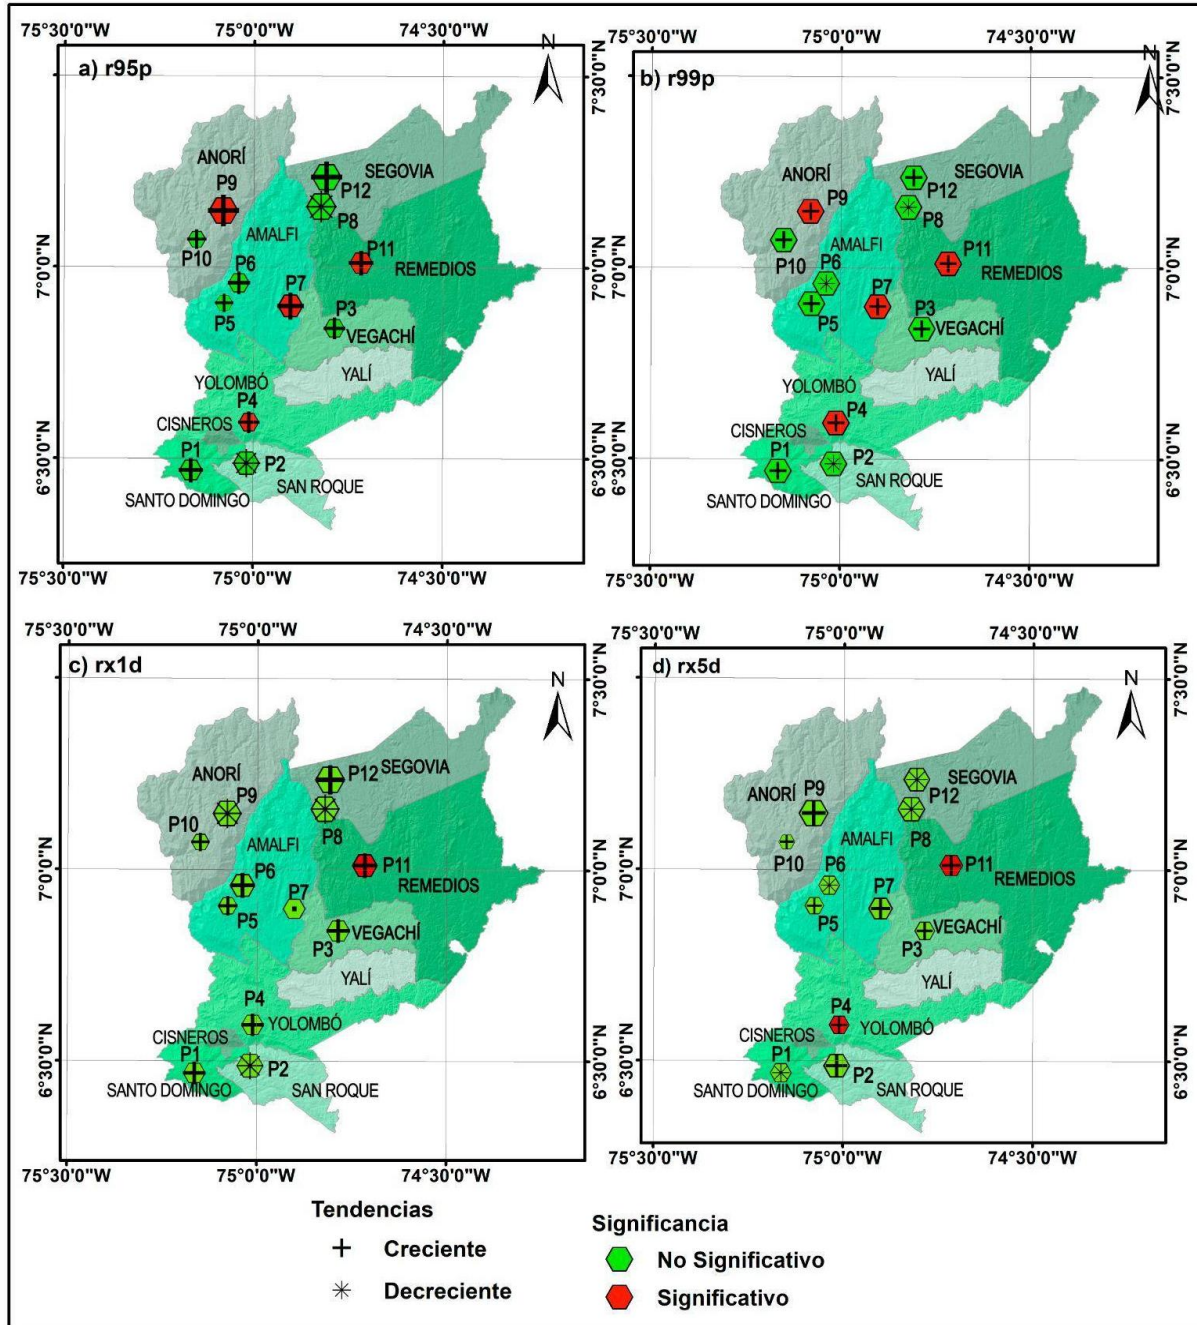 75°30'0"W 75°0'0"W 74°30'0"W
a) r95p
N
7°30'0"N
7°0'0"N
6°30'0"N
ANORÍ
P9
P10
SEGOVIA
P12
P8
AMALFI
P6
P5
P7
P11
REMEDIOS
P3
VEGACHÍ
YALÍ
YOLOMBÓ
P4
CISNEROS
P1
P2
SAN ROQUE
SANTO DOMINGO
75°30'0"W 75°0'0"W 74°30'0"W
75°30'0"W 75°0'0"W 74°30'0"W
b) r99p
N
7°30'0"N
7°0'0"N
6°30'0"N
ANORÍ
P9
P10
SEGOVIA
P12
P8
AMALFI
P6
P5
P7
P11
REMEDIOS
P3
VEGACHÍ
YALÍ
YOLOMBÓ
P4
CISNEROS
P1
P2
SAN ROQUE
SANTO DOMINGO
75°30'0"W 75°0'0"W 74°30'0"W
75°30'0"W 75°0'0"W 74°30'0"W
c) rx1d
N
7°30'0"N
7°0'0"N
6°30'0"N
ANORÍ
P9
P10
SEGOVIA
P12
P8
AMALFI
P6
P5
P7
P11
REMEDIOS
P3
VEGACHÍ
YALÍ
P4
YOLOMBÓ
CISNEROS
P1
P2
SANTO DOMINGO
SAN ROQUE
75°30'0"W 75°0'0"W 74°30'0"W
75°30'0"W 75°0'0"W 74°30'0"W
d) rx5d
N
7°30'0"N
7°0'0"N
6°30'0"N
ANORÍ
P9
P10
SEGOVIA
P12
P8
AMALFI
P6
P5
P7
P11
REMEDIOS
P3
VEGACHÍ
YALÍ
P4
YOLOMBÓ
CISNEROS
P1
P2
SANTO DOMINGO
SAN ROQUE
75°30'0"W 75°0'0"W 74°30'0"W
Tendencias
Creciente
Decreciente
Significancia
No Significativo
Significativo